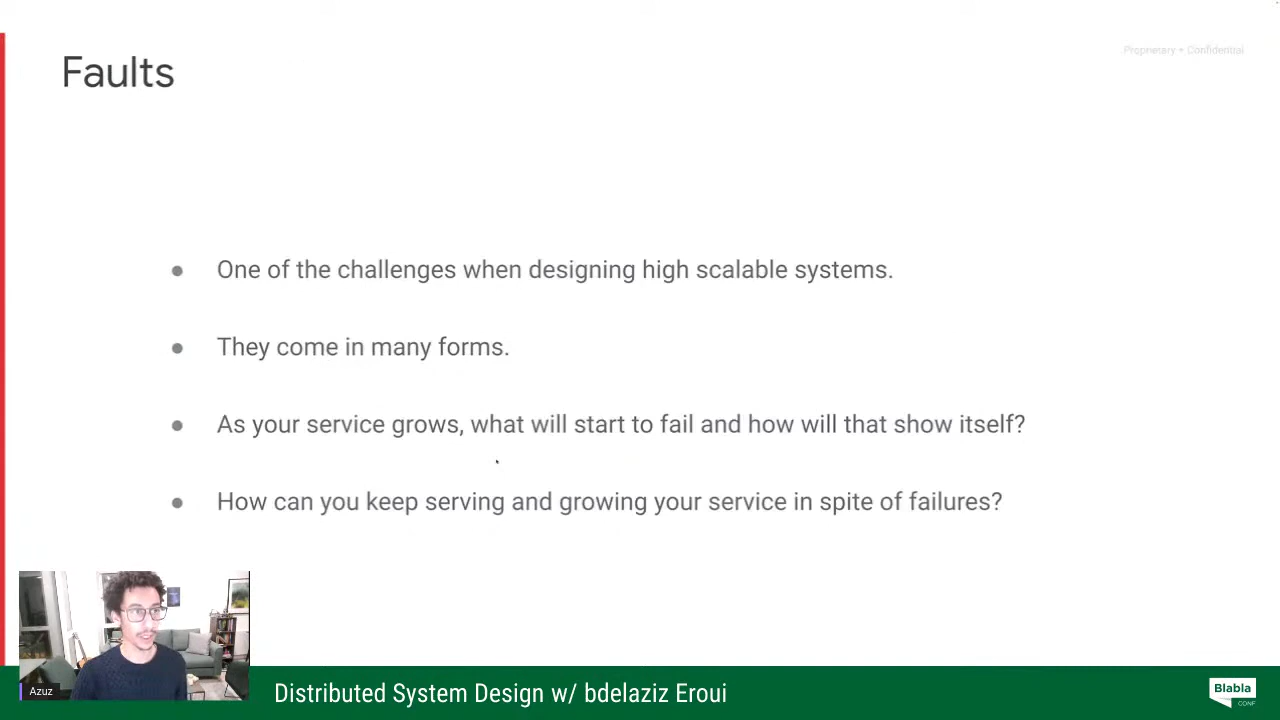 Faults
Proprietary + Confidential
● One of the challenges when designing high scalable systems.
● They come in many forms.
● As your service grows, what will start to fail and how will that show itself?
● How can you keep serving and growing your service in spite of failures?
Azuz
Distributed System Design w/ bdelaziz Eroui
Blabla
CONF